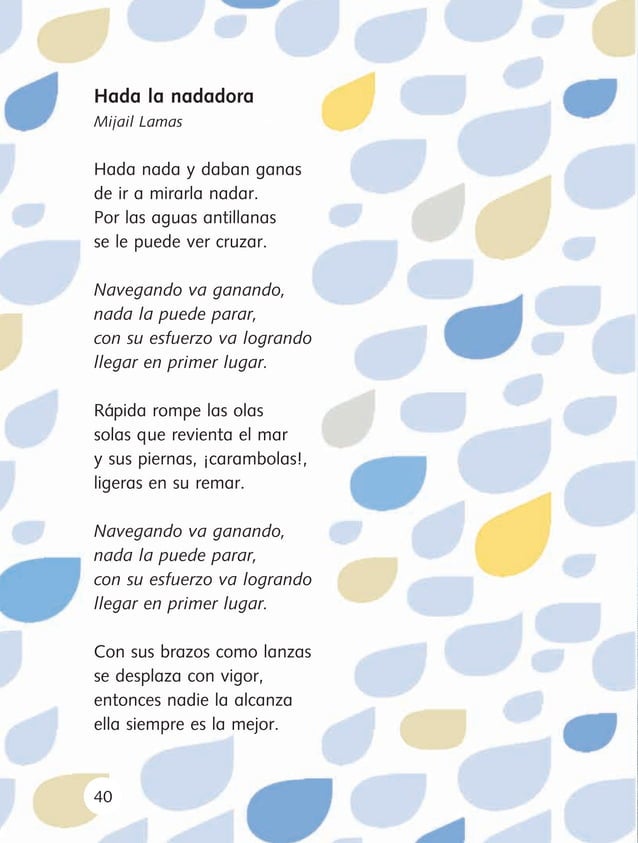 Hada la nadadora
Mijail Lamas
Hada nada y daban ganas
de ir a mirarla nadar.
Por las aguas antillanas
se le puede ver cruzar.
Navegando va ganando,
nada la puede parar,
con su esfuerzo va logrando
llegar en primer lugar.
Rápida rompe las olas
solas que revienta el mar
y sus piernas, ¡carambolas!,
ligeras en su remar.
Navegando va ganando,
nada la puede parar,
con su esfuerzo va logrando
llegar en primer lugar.
Con sus brazos como lanzas
se desplaza con vigor,
entonces nadie la alcanza
ella siempre es la mejor.
40